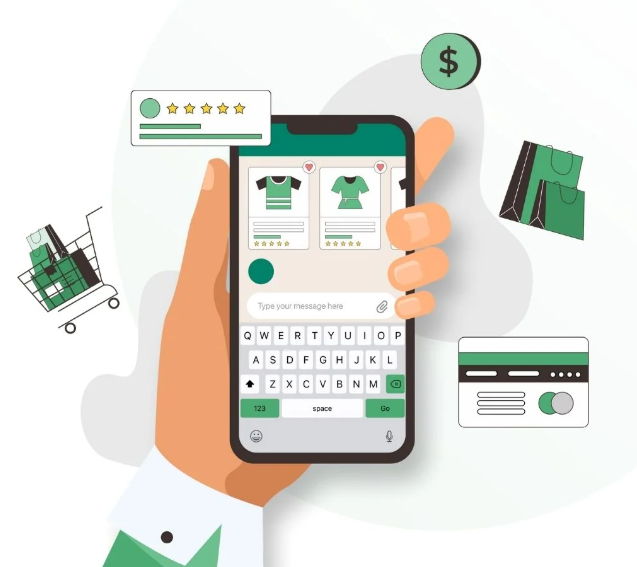 $
Type your message here
Q W E R T Y U I O P
A S D F G H J K L
Z X C V B N M
123 space Go